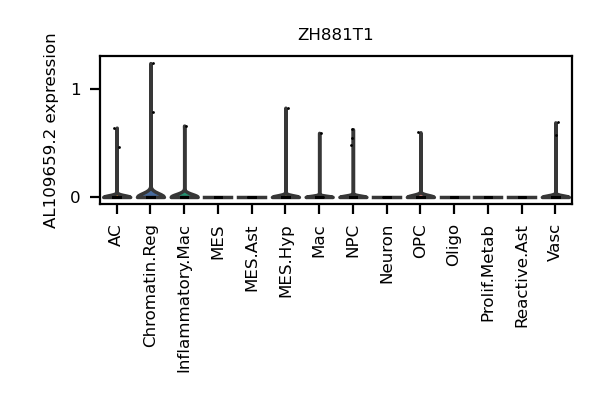 ZH881T1
AL109659.2 expression
1
0
AC
Chromatin.Reg
Inflammatory.Mac
MES
MES.Ast
MES.Hyp
Mac
NPC
Neuron
OPC
Oligo
Prolif.Metab
Reactive.Ast
Vasc